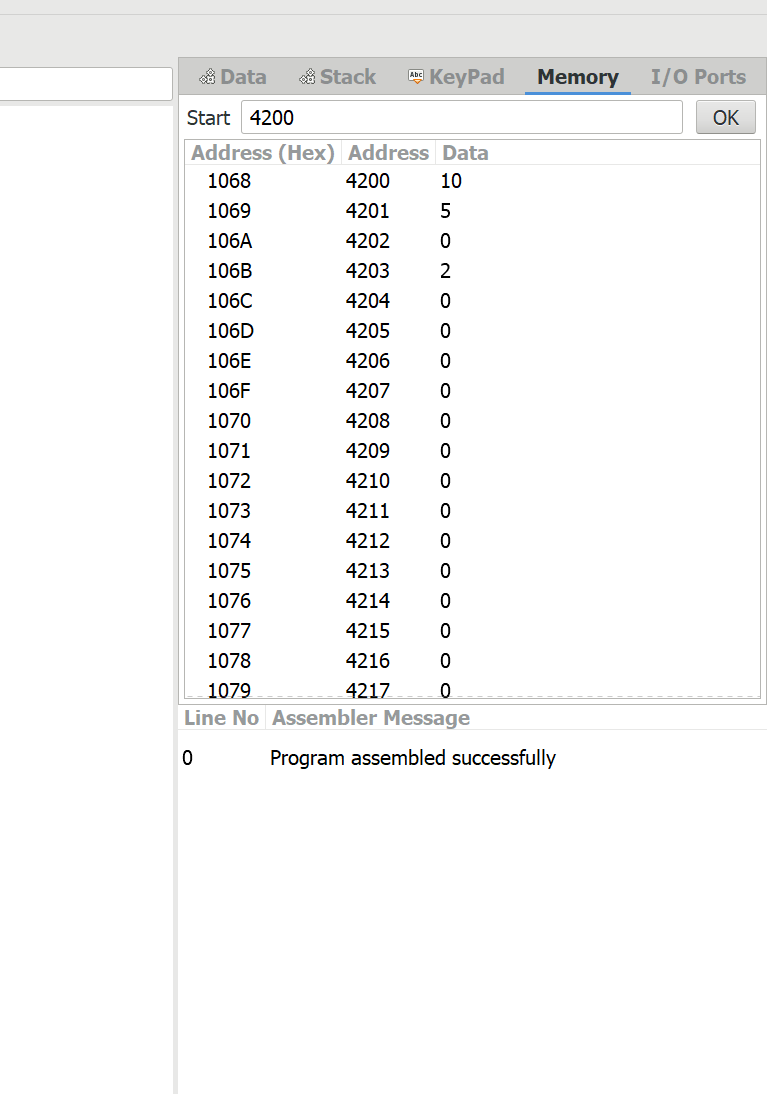 Data Stack Abc KeyPad Memory I/O Ports
Start 4200 OK
Address (Hex) Address Data
1068 4200 10
1069 4201 5
106A 4202 0
106B 4203 2
106C 4204 0
106D 4205 0
106E 4206 0
106F 4207 0
1070 4208 0
1071 4209 0
1072 4210 0
1073 4211 0
1074 4212 0
1075 4213 0
1076 4214 0
1077 4215 0
1078 4216 0
1079 4217 0
Line No Assembler Message
0 Program assembled successfully